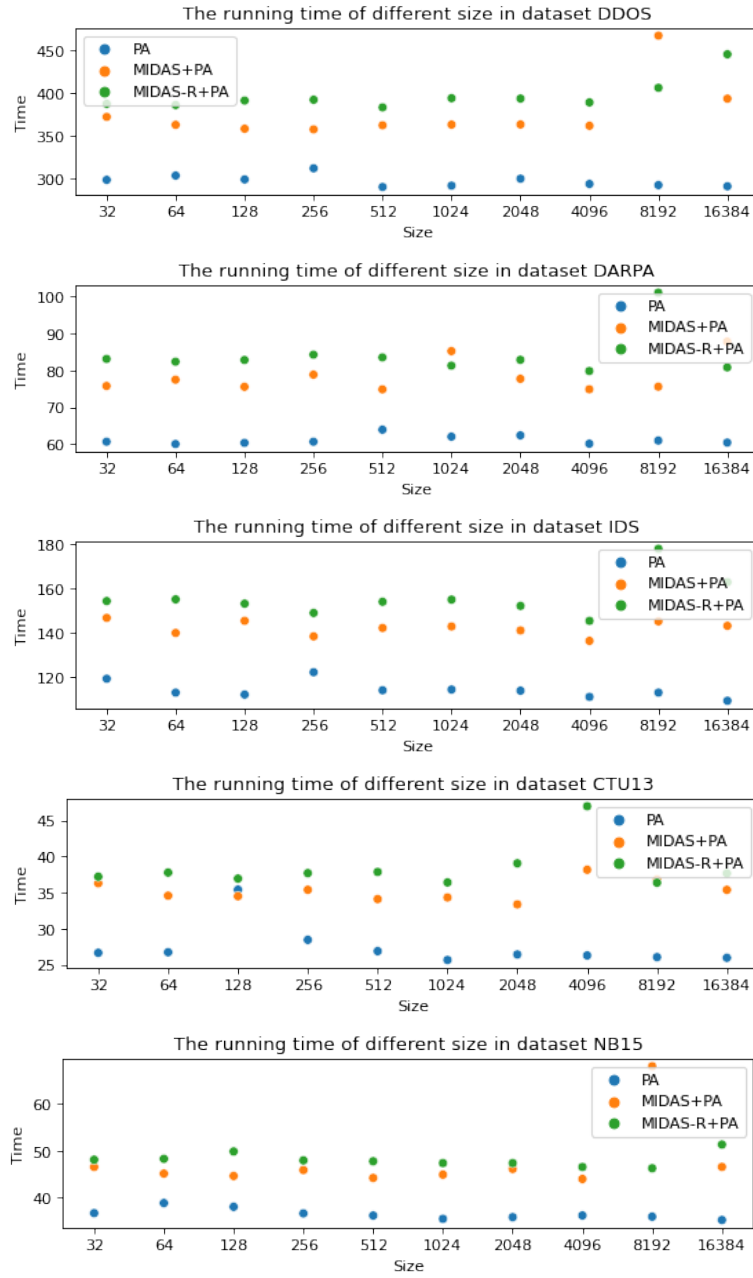 The running time of different size in dataset DDOS
PA
MIDAS+PA
MIDAS-R+PA
450
400
350
300
Time
32 64 128 256 512 1024 2048 4096 8192 16384
Size
The running time of different size in dataset DARPA
PA
MIDAS+PA
MIDAS-R+PA
100
90
80
70
60
Time
32 64 128 256 512 1024 2048 4096 8192 16384
Size
The running time of different size in dataset IDS
PA
MIDAS+PA
MIDAS-R+PA
180
160
140
120
Time
32 64 128 256 512 1024 2048 4096 8192 16384
Size
The running time of different size in dataset CTU13
PA
MIDAS+PA
MIDAS-R+PA
45
40
35
30
25
Time
32 64 128 256 512 1024 2048 4096 8192 16384
Size
The running time of different size in dataset NB15
PA
MIDAS+PA
MIDAS-R+PA
60
50
40
Time
32 64 128 256 512 1024 2048 4096 8192 16384
Size